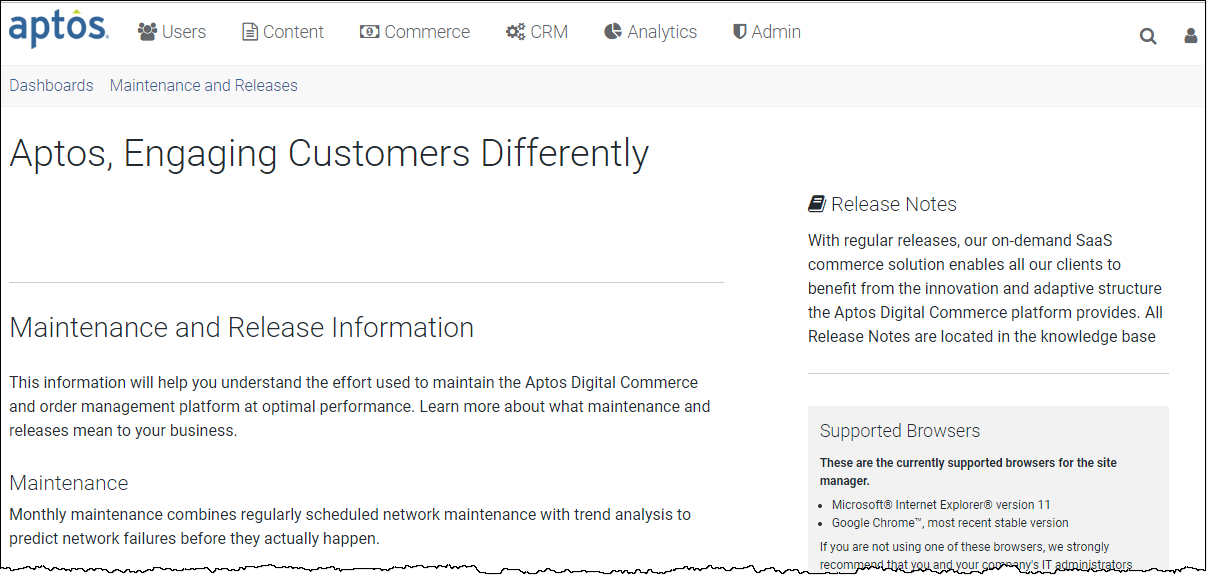 aptos.
Users
Content
Commerce
CRM
Analytics
Admin
Dashboards
Maintenance and Releases
Aptos, Engaging Customers Differently
Maintenance and Release Information
This information will help you understand the effort used to maintain the Aptos Digital Commerce
and order management platform at optimal performance. Learn more about what maintenance and
releases mean to your business.
Maintenance
Monthly maintenance combines regularly scheduled network maintenance with trend analysis to
predict network failures before they actually happen.
Release Notes
With regular releases, our on-demand SaaS
commerce solution enables all our clients to
benefit from the innovation and adaptive structure
the Aptos Digital Commerce platform provides. All
Release Notes are located in the knowledge base
Supported Browsers
These are the currently supported browsers for the site
manager.
• Microsoft® Internet Explorer® version 11
• Google Chrome™, most recent stable version
If you are not using one of these browsers, we strongly
recommend that you and your company's IT administrators